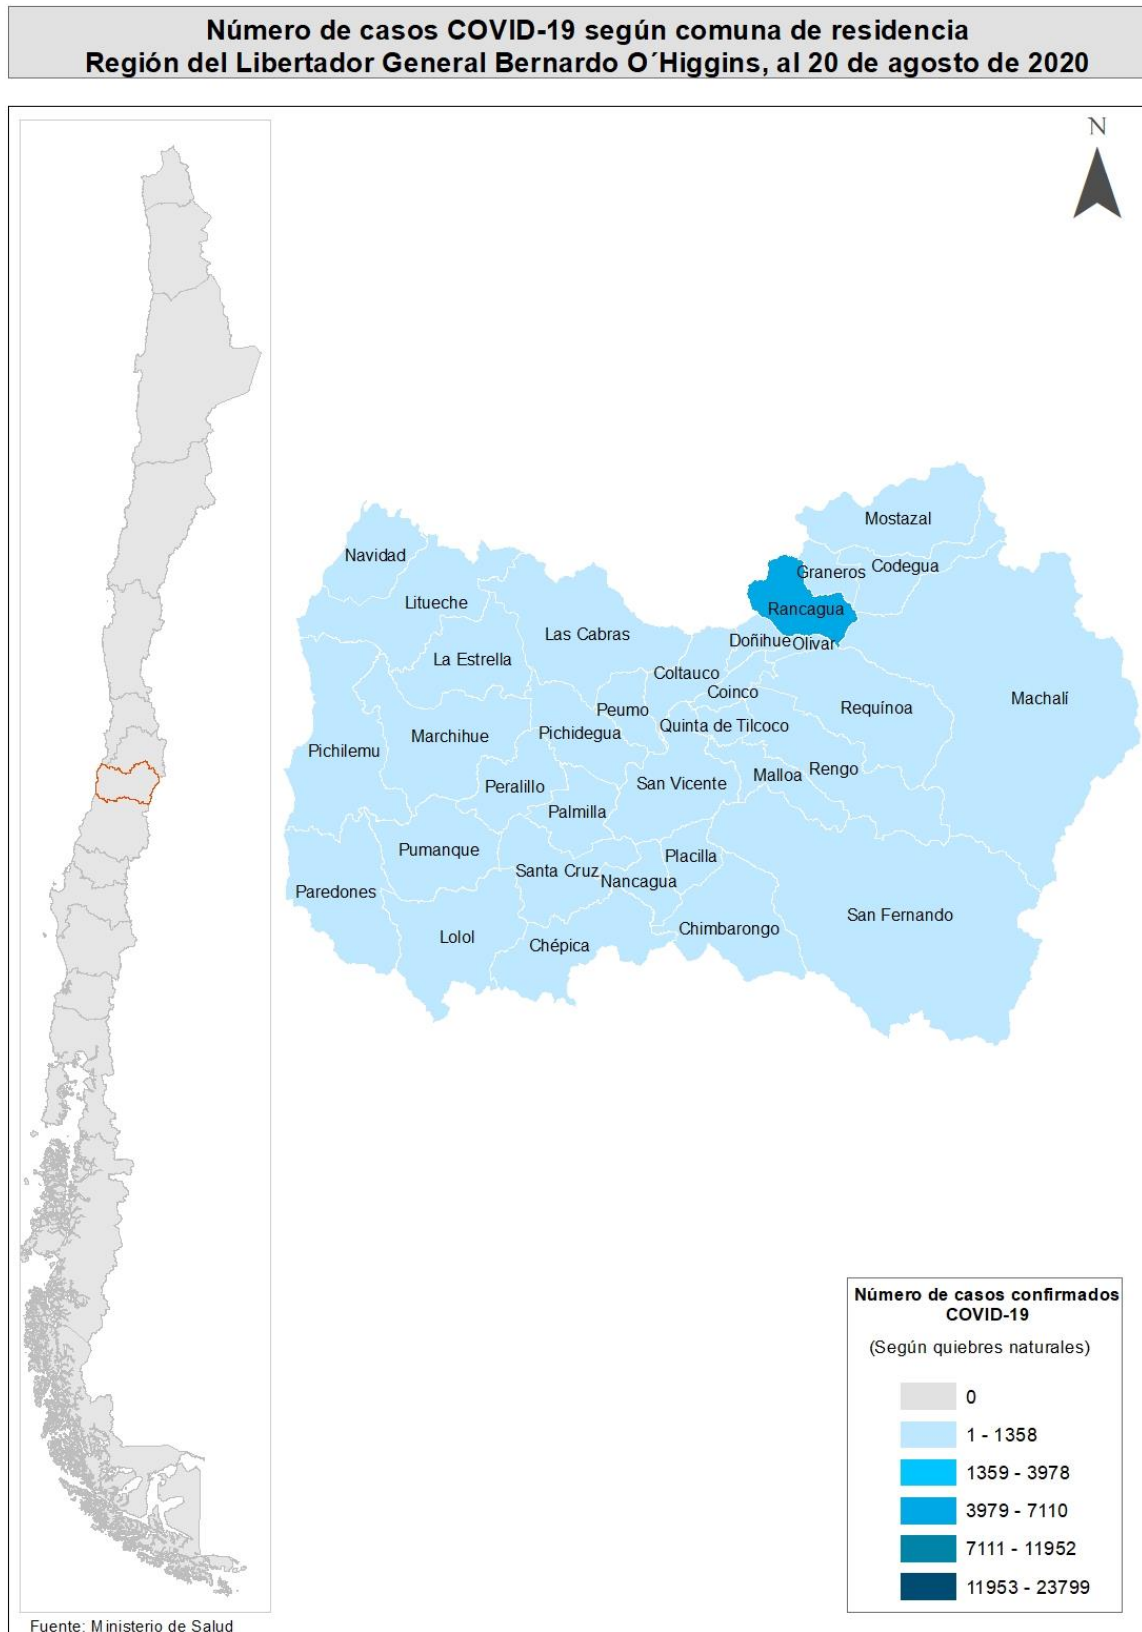 Número de casos COVID-19 según comuna de residencia
Región del Libertador General Bernardo O´Higgins, al 20 de agosto de 2020
N
Mostazal
Navidad
Graneros
Codegua
Litueche
Rancagua
Las Cabras
Doñihue
Olivar
La Estrella
Coltauco
Coinco
Machalí
Peumo
Requínoa
Quinta de Tilcoco
Marchihue
Pichidegua
Pichilemu
Rengo
Malloa
San Vicente
Peralillo
Palmilla
Pumanque
Placilla
Santa Cruz
Nancagua
Paredones
San Fernando
Chimbarongo
Lolol
Chépica
Número de casos confirmados
COVID-19
(Según quiebres naturales)
0
1 - 1358
1359 - 3978
3979 - 7110
7111 - 11952
11953 - 23799
Fuente: Ministerio de Salud